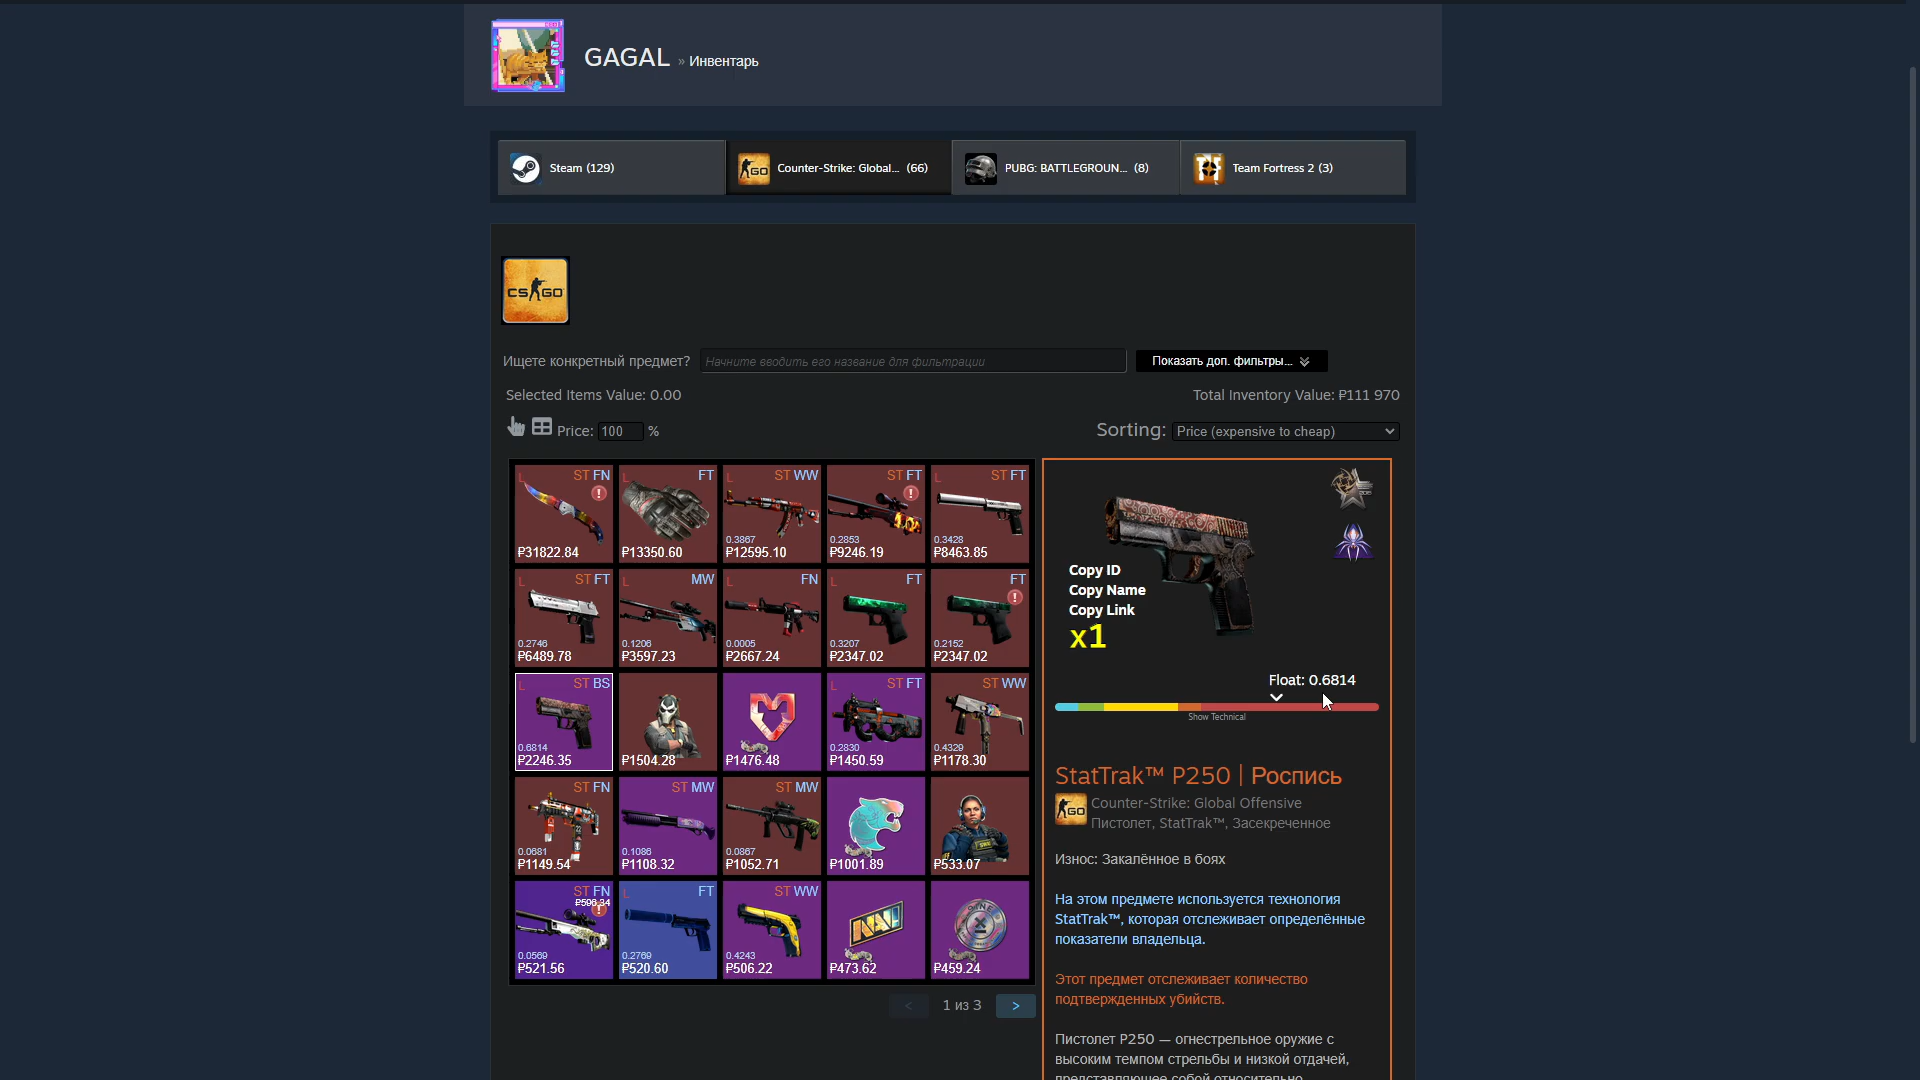 GAGAL » Инвентарь
Steam (129)
Counter-Strike: Global... (66)
PUBG: BATTLEGROUN... (8)
Team Fortress 2 (3)
CS GO
Ищете конкретный предмет?
Начните вводить его название для фильтрации
Показать доп. фильтры...
Selected Items Value: 0.00
Total Inventory Value: ₽111 970
Price: 100 %
Sorting: Price (expensive to cheap)
L ST FN
₽31822.84
L FT
₽13350.60
L ST WW
0.3867
₽12595.10
L ST FT
0.2853
₽9246.19
L ST FT
0.3428
₽8463.85
L ST FT
0.2746
₽6489.78
L MW
0.1206
₽3597.23
L FN
0.0005
₽2667.24
L FT
0.3207
₽2347.02
FT
0.2152
₽2347.02
L ST BS
0.6814
₽2246.35
₽1504.28
₽1476.48
L ST FT
0.2830
₽1450.59
ST WW
0.4329
₽1178.30
ST FN
0.0681
₽1149.54
ST MW
0.1086
₽1108.32
ST MW
0.0867
₽1052.71
₽1001.89
₽533.07
ST FN
₽596.34
0.0569
₽521.56
L FT
0.2769
₽520.60
ST WW
0.4243
₽506.22
NAVI
₽473.62
₽459.24
< 1 из 3 >
Copy ID
Copy Name
Copy Link
x1
Float: 0.6814
Show Technical
StatTrak™ P250 | Роспись
Counter-Strike: Global Offensive
Пистолет, StatTrak™, Засекреченное
Износ: Закалённое в боях
На этом предмете используется технология
StatTrak™, которая отслеживает определённые
показатели владельца.
Этот предмет отслеживает количество
подтвержденных убийств.
Пистолет P250 — огнестрельное оружие с
высоким темпом стрельбы и низкой отдачей,
представляющее собой относительно